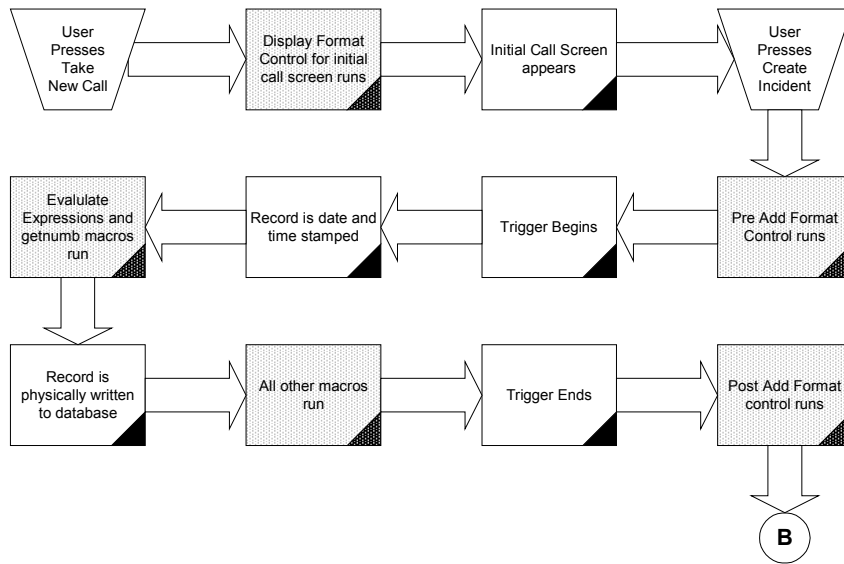 User
Presses
Take
New Call
Display Format
Control for initial
call screen runs
Initial Call Screen
appears
User
Presses
Create
Incident
Pre Add Format
Control runs
Trigger Begins
Record is date and
time stamped
Evalulate
Expressions and
getnumb macros
run
Record is
physically written
to database
All other macros
run
Trigger Ends
Post Add Format
control runs
B